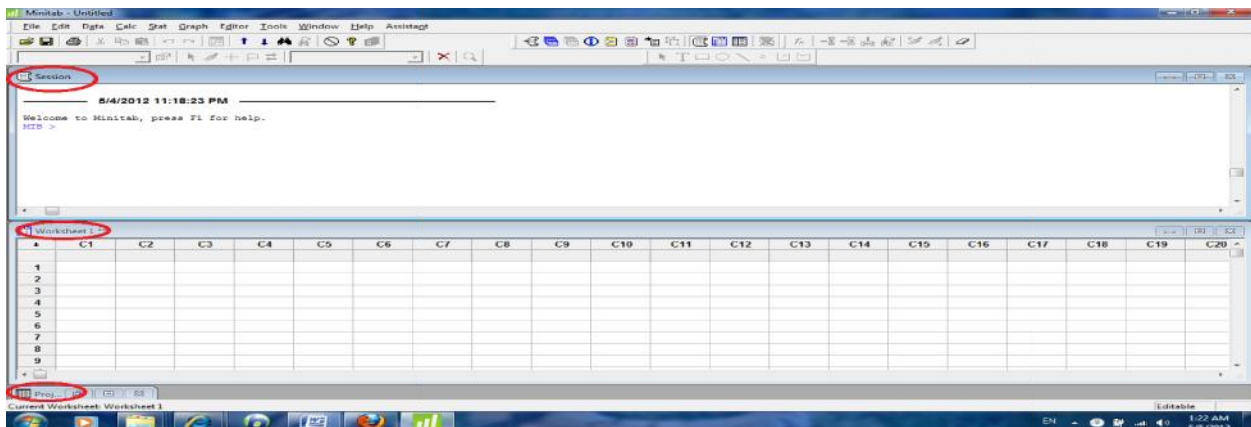 Minitab - Untitled
File Edit Data Calc Stat Graph Editor Tools Window Help Assistant
Session
5/4/2012 11:18:23 PM
Welcome to Minitab, press F1 for help.
MTB >
Worksheet 1
C1 C2 C3 C4 C5 C6 C7 C8 C9 C10 C11 C12 C13 C14 C15 C16 C17 C18 C19 C20
1
2
3
4
5
6
7
8
9
Proj...
Current Worksheet: Worksheet 1
Editable
EN
1:22 AM
5/5/2012